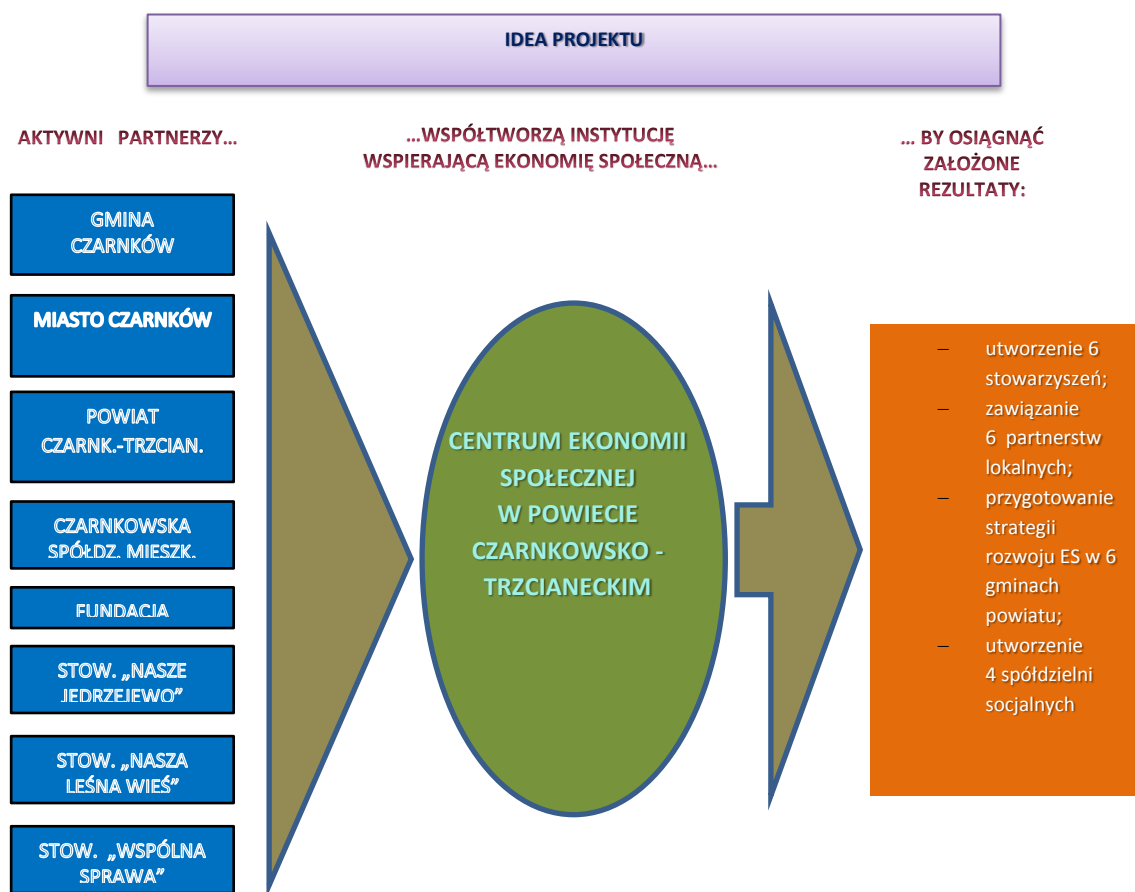 IDEA PROJEKTU
AKTYWNI PARTNERZY...
...WSPÓŁTWORZĄ INSTYTUCJĘ
WSPIERAJĄCĄ EKONOMIĘ SPOŁECZNĄ...
... BY OSIĄGNĄĆ
ZAŁOŻONE
REZULTATY:
GMINA
CZARNKÓW
MIASTO CZARNKÓW
POWIAT
CZARNK.-TRZCIAN.
CZARNKOWSKA
SPÓŁDZ. MIESZK.
FUNDACJA
STOW. „NASZE
JEDRZEJEWO”
STOW. „NASZA
LEŚNA WIEŚ”
STOW. „WSPÓLNA
SPRAWA”
CENTRUM EKONOMII
SPOŁECZNEJ
W POWIECIE
CZARNKOWSKO -
TRZCIANECKIM
– utworzenie 6
stowarzyszeń;
– zawiązanie
6 partnerstw
lokalnych;
– przygotowanie
strategii
rozwoju ES w 6
gminach
powiatu;
– utworzenie
4 spółdzielni
socjalnych